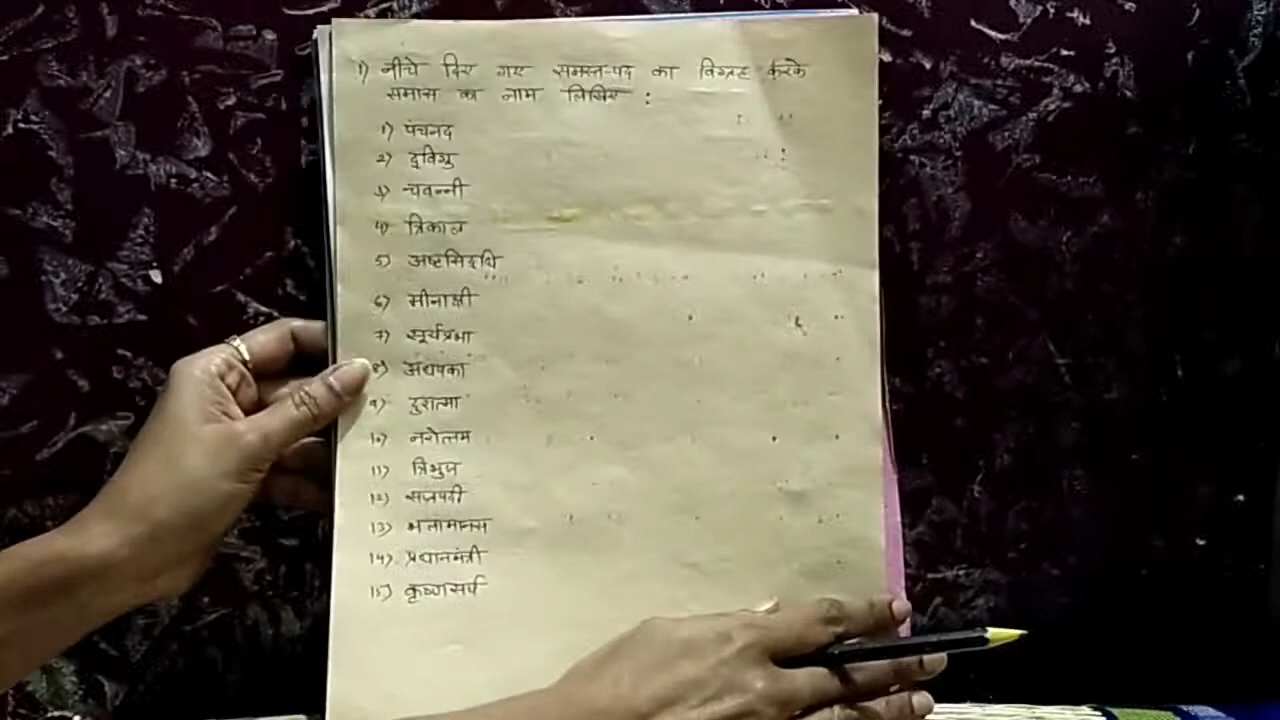 1) नीचे दिए गए समस्त-पद का विग्रह करके
समास का नाम लिखिए :
1) पंचनद
2) द्विगु
3) चवन्नी
4) त्रिकाल
5) अष्टसिद्धि
6) मीनाक्षी
7) सूर्यप्रभा
8) अधपका
9) दुरात्मा
10) नरोत्तम
11) त्रिभुज
12) सप्तपदी
13) भलामानस
14) प्रधानमंत्री
15) कृष्णसर्प